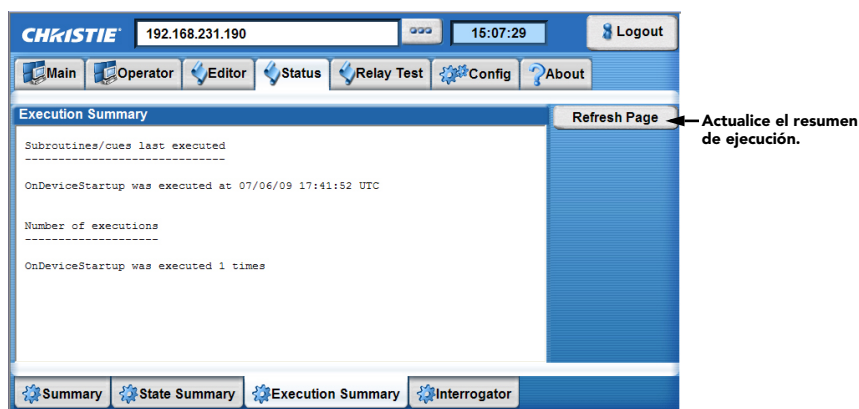 CHRISTIE 192.168.231.190 15:07:29 Logout
Main Operator Editor Status Relay Test Config About
Execution Summary
Refresh Page
Actualice el resumen
de ejecución.
Subroutines/cues last executed
------------------------------
OnDeviceStartup was executed at 07/06/09 17:41:52 UTC
Number of executions
--------------------
OnDeviceStartup was executed 1 times
Summary State Summary Execution Summary Interrogator